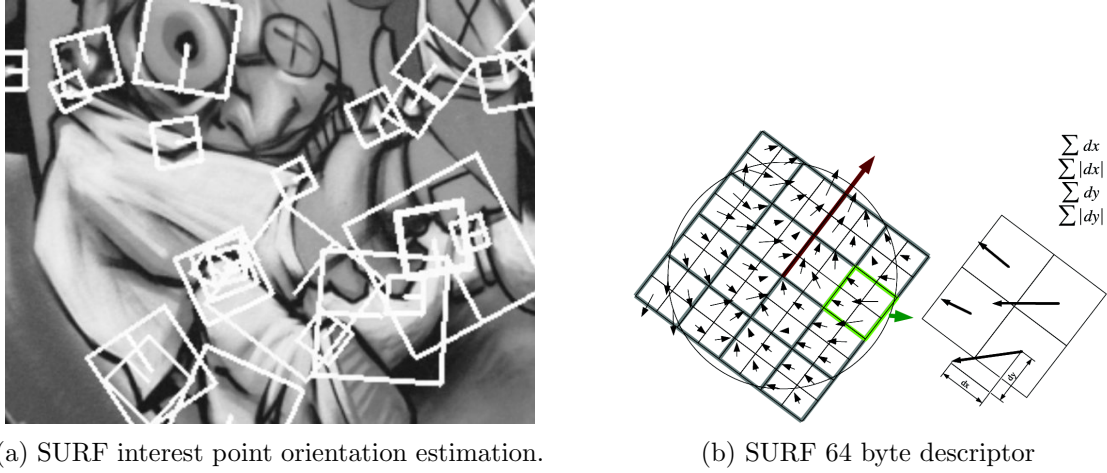 ∑ dx
∑ |dx|
∑ dy
∑ |dy|
dx
dy
a) SURF interest point orientation estimation.
(b) SURF 64 byte descriptor